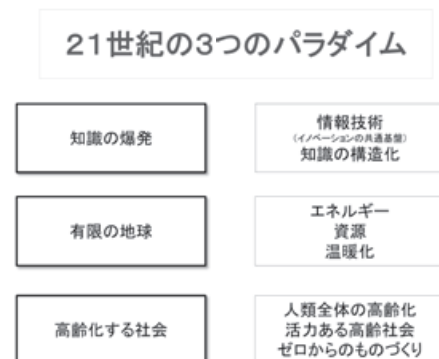 21世紀の3つのパラダイム
知識の爆発
情報技術
(イノベーションの共通基盤)
知識の構造化
有限の地球
エネルギー
資源
温暖化
高齢化する社会
人類全体の高齢化
活力ある高齢社会
ゼロからのものづくり